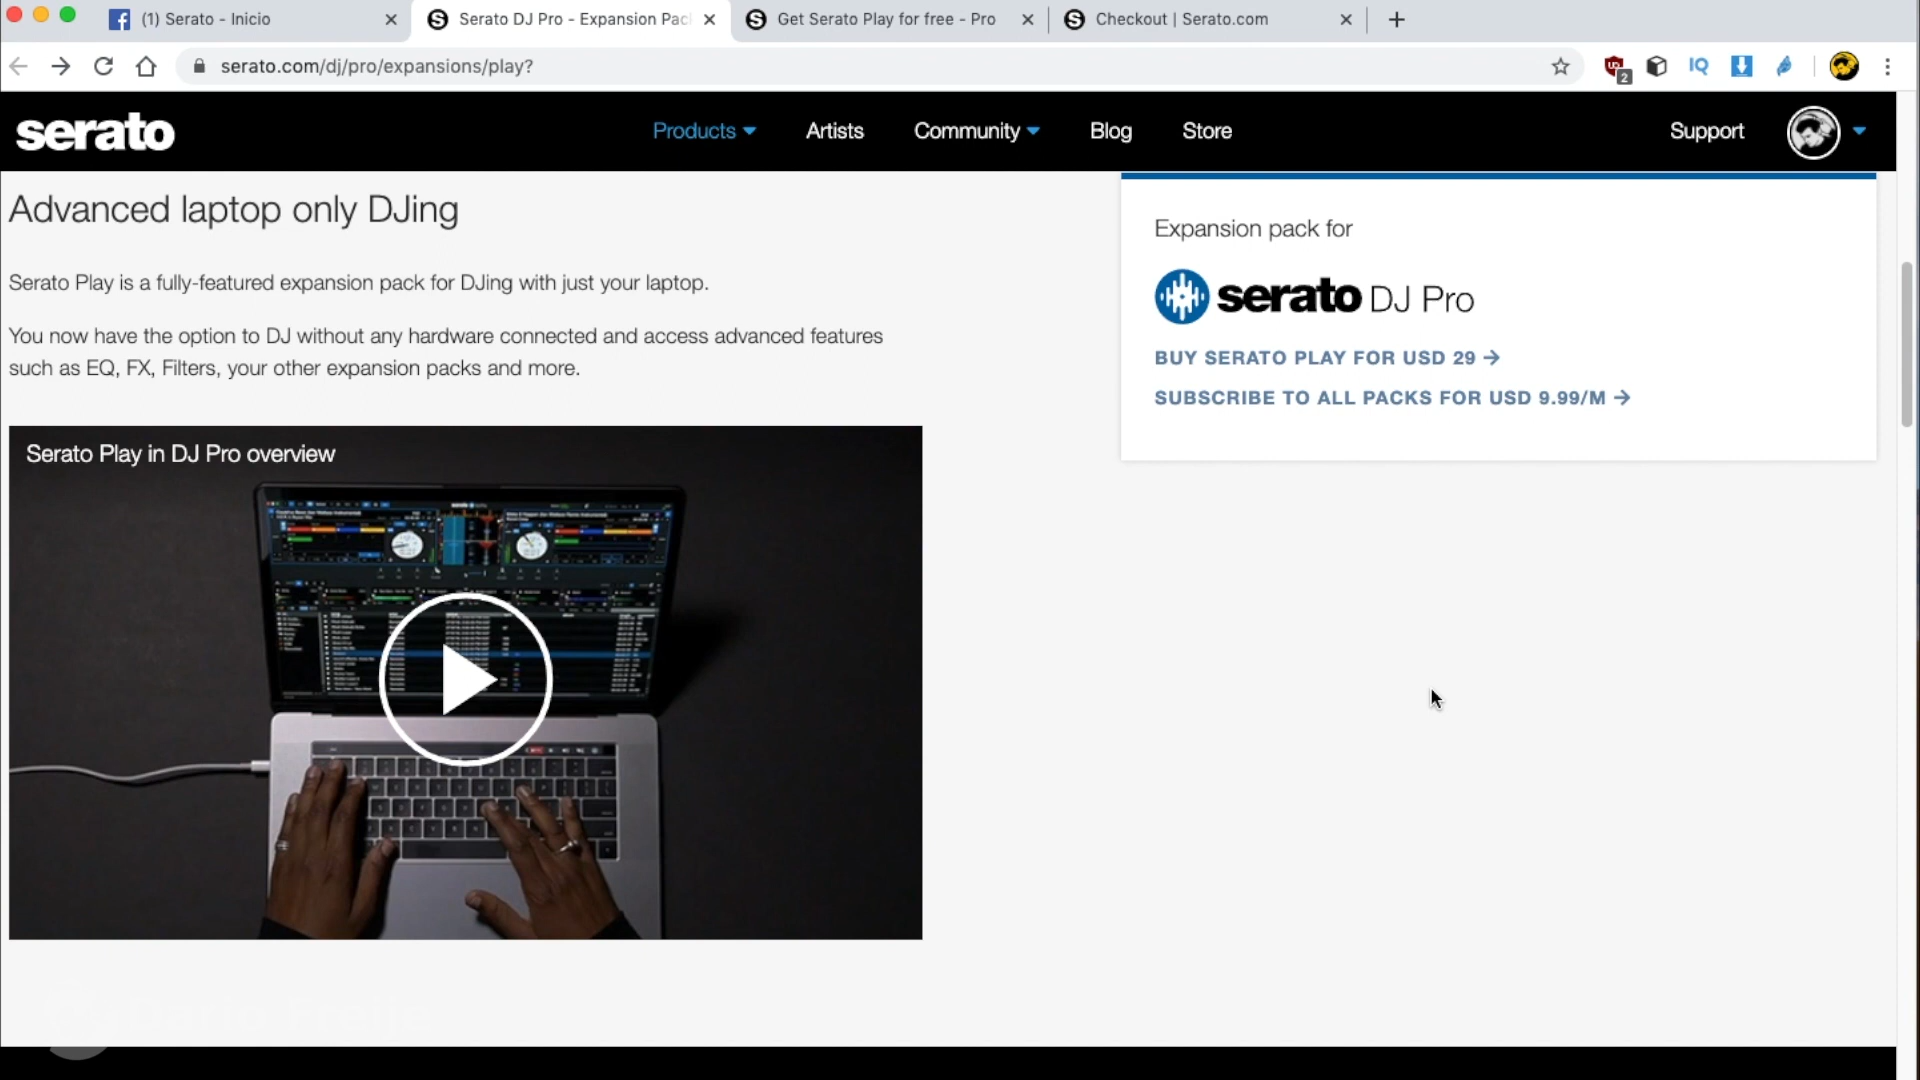 (1) Serato - Inicio
Serato DJ Pro - Expansion Pac
Get Serato Play for free - Pro
Checkout | Serato.com
serato.com/dj/pro/expansions/play?
2
IQ
serato
Products
Artists
Community
Blog
Store
Support
Advanced laptop only DJing
Serato Play is a fully-featured expansion pack for DJing with just your laptop.
You now have the option to DJ without any hardware connected and access advanced features
such as EQ, FX, Filters, your other expansion packs and more.
Expansion pack for
serato DJ Pro
BUY SERATO PLAY FOR USD 29 →
SUBSCRIBE TO ALL PACKS FOR USD 9.99/M →
Serato Play in DJ Pro overview